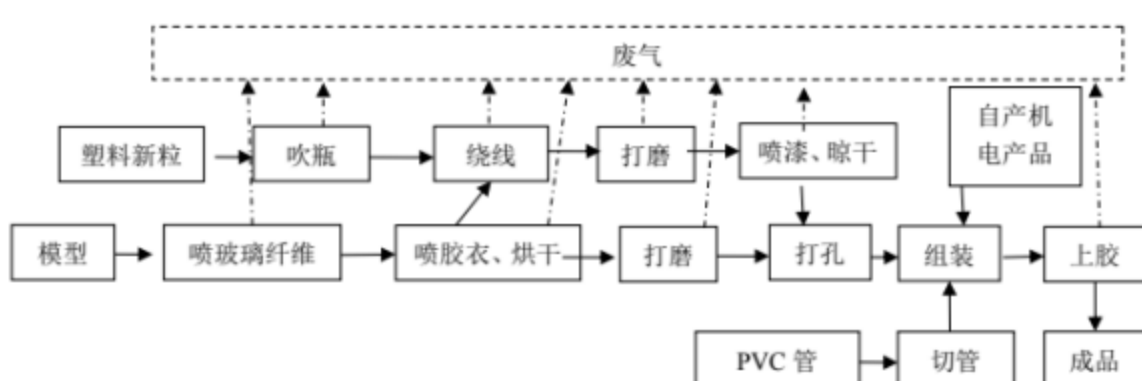 废气
塑料新粒
吹瓶
绕线
打磨
喷漆、晾干
自产机
电产品
模型
喷玻璃纤维
喷胶衣、烘干
打磨
打孔
组装
上胶
PVC 管
切管
成品